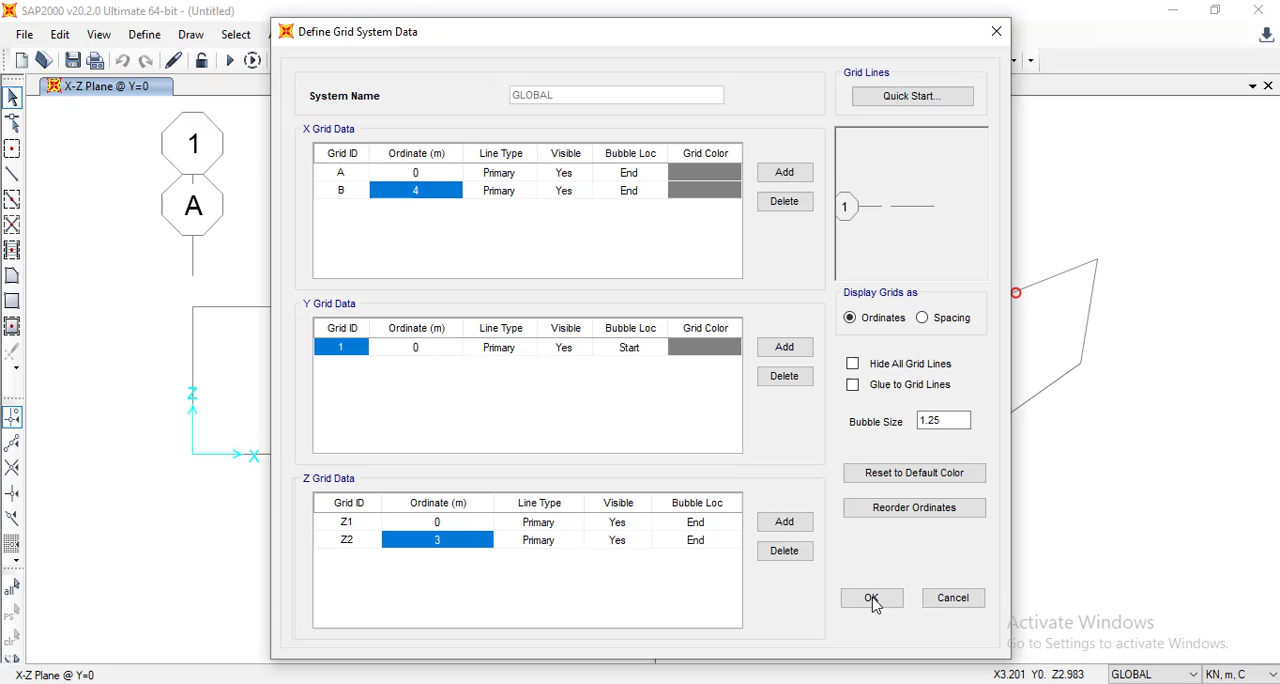 SAP2000 v20.2.0 Ultimate 64-bit - (Untitled)
File Edit View Define Draw Select
X-Z Plane @ Y=0
1
A
Z
X
Define Grid System Data
System Name GLOBAL
Grid Lines
Quick Start...
X Grid Data
Grid ID Ordinate (m) Line Type Visible Bubble Loc Grid Color
A 0 Primary Yes End
B 4 Primary Yes End
Add
Delete
1
Y Grid Data
Grid ID Ordinate (m) Line Type Visible Bubble Loc Grid Color
1 0 Primary Yes Start
Add
Delete
Display Grids as
Ordinates Spacing
Hide All Grid Lines
Glue to Grid Lines
Bubble Size 1.25
Reset to Default Color
Reorder Ordinates
Z Grid Data
Grid ID Ordinate (m) Line Type Visible Bubble Loc
Z1 0 Primary Yes End
Z2 3 Primary Yes End
Add
Delete
OK Cancel
Activate Windows
Go to Settings to activate Windows.
all
PS
clr
X-Z Plane @ Y=0 X3.201 Y0. Z2.983 GLOBAL KN, m, C